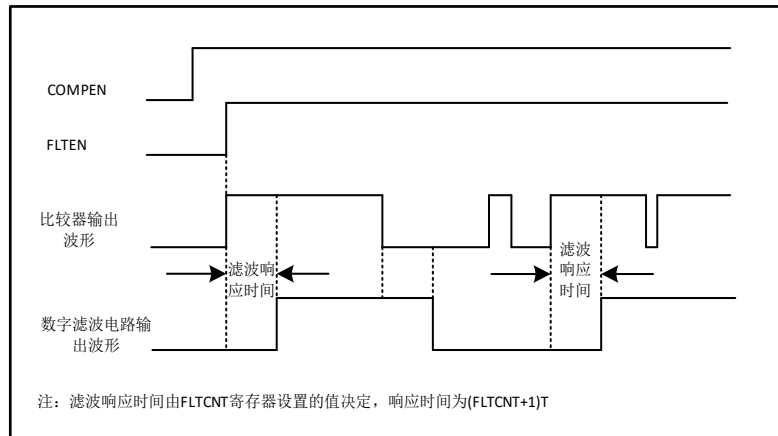 COMPEN
FLTEN
比较器输出
波形
滤波响
应时间
滤波
响应
时间
数字滤波电路输
出波形
注：滤波响应时间由FLTCNT寄存器设置的值决定，响应时间为(FLTCNT+1)T